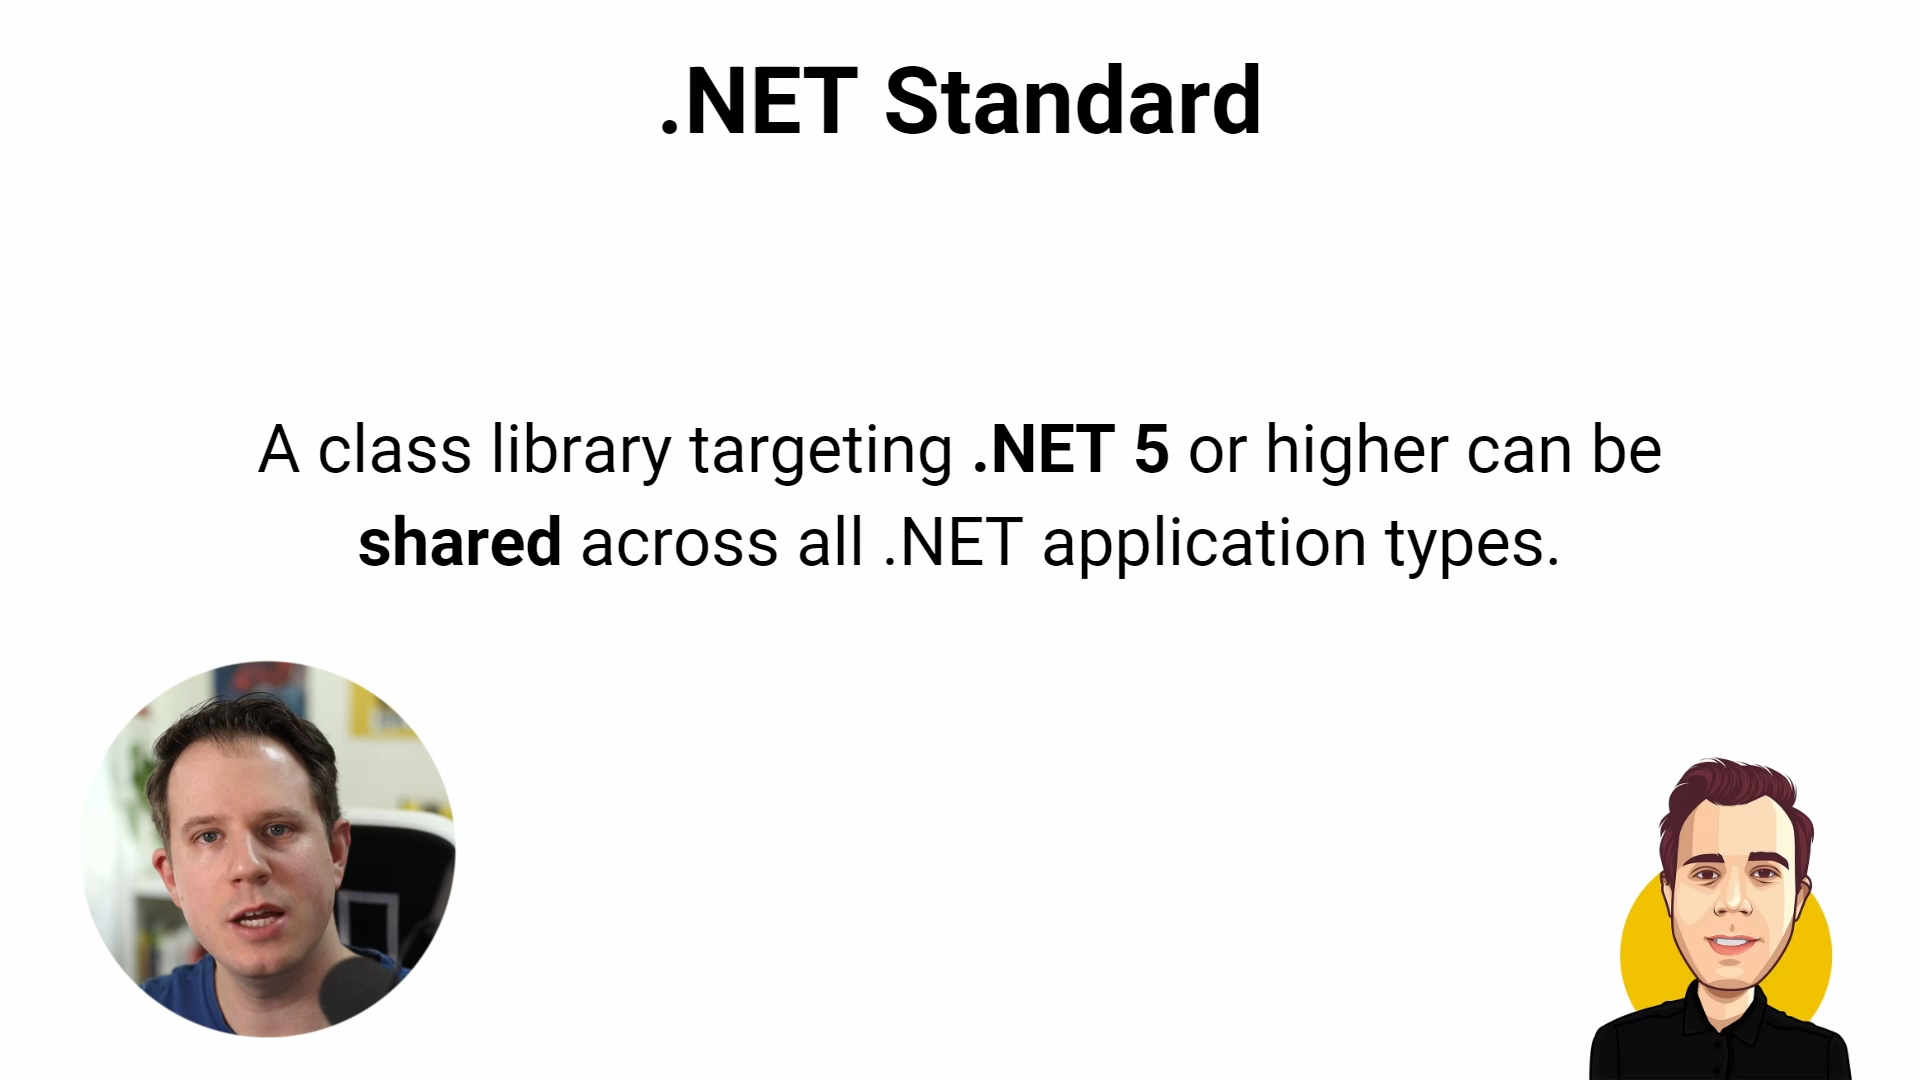 .NET Standard
A class library targeting .NET 5 or higher can be
shared across all .NET application types.